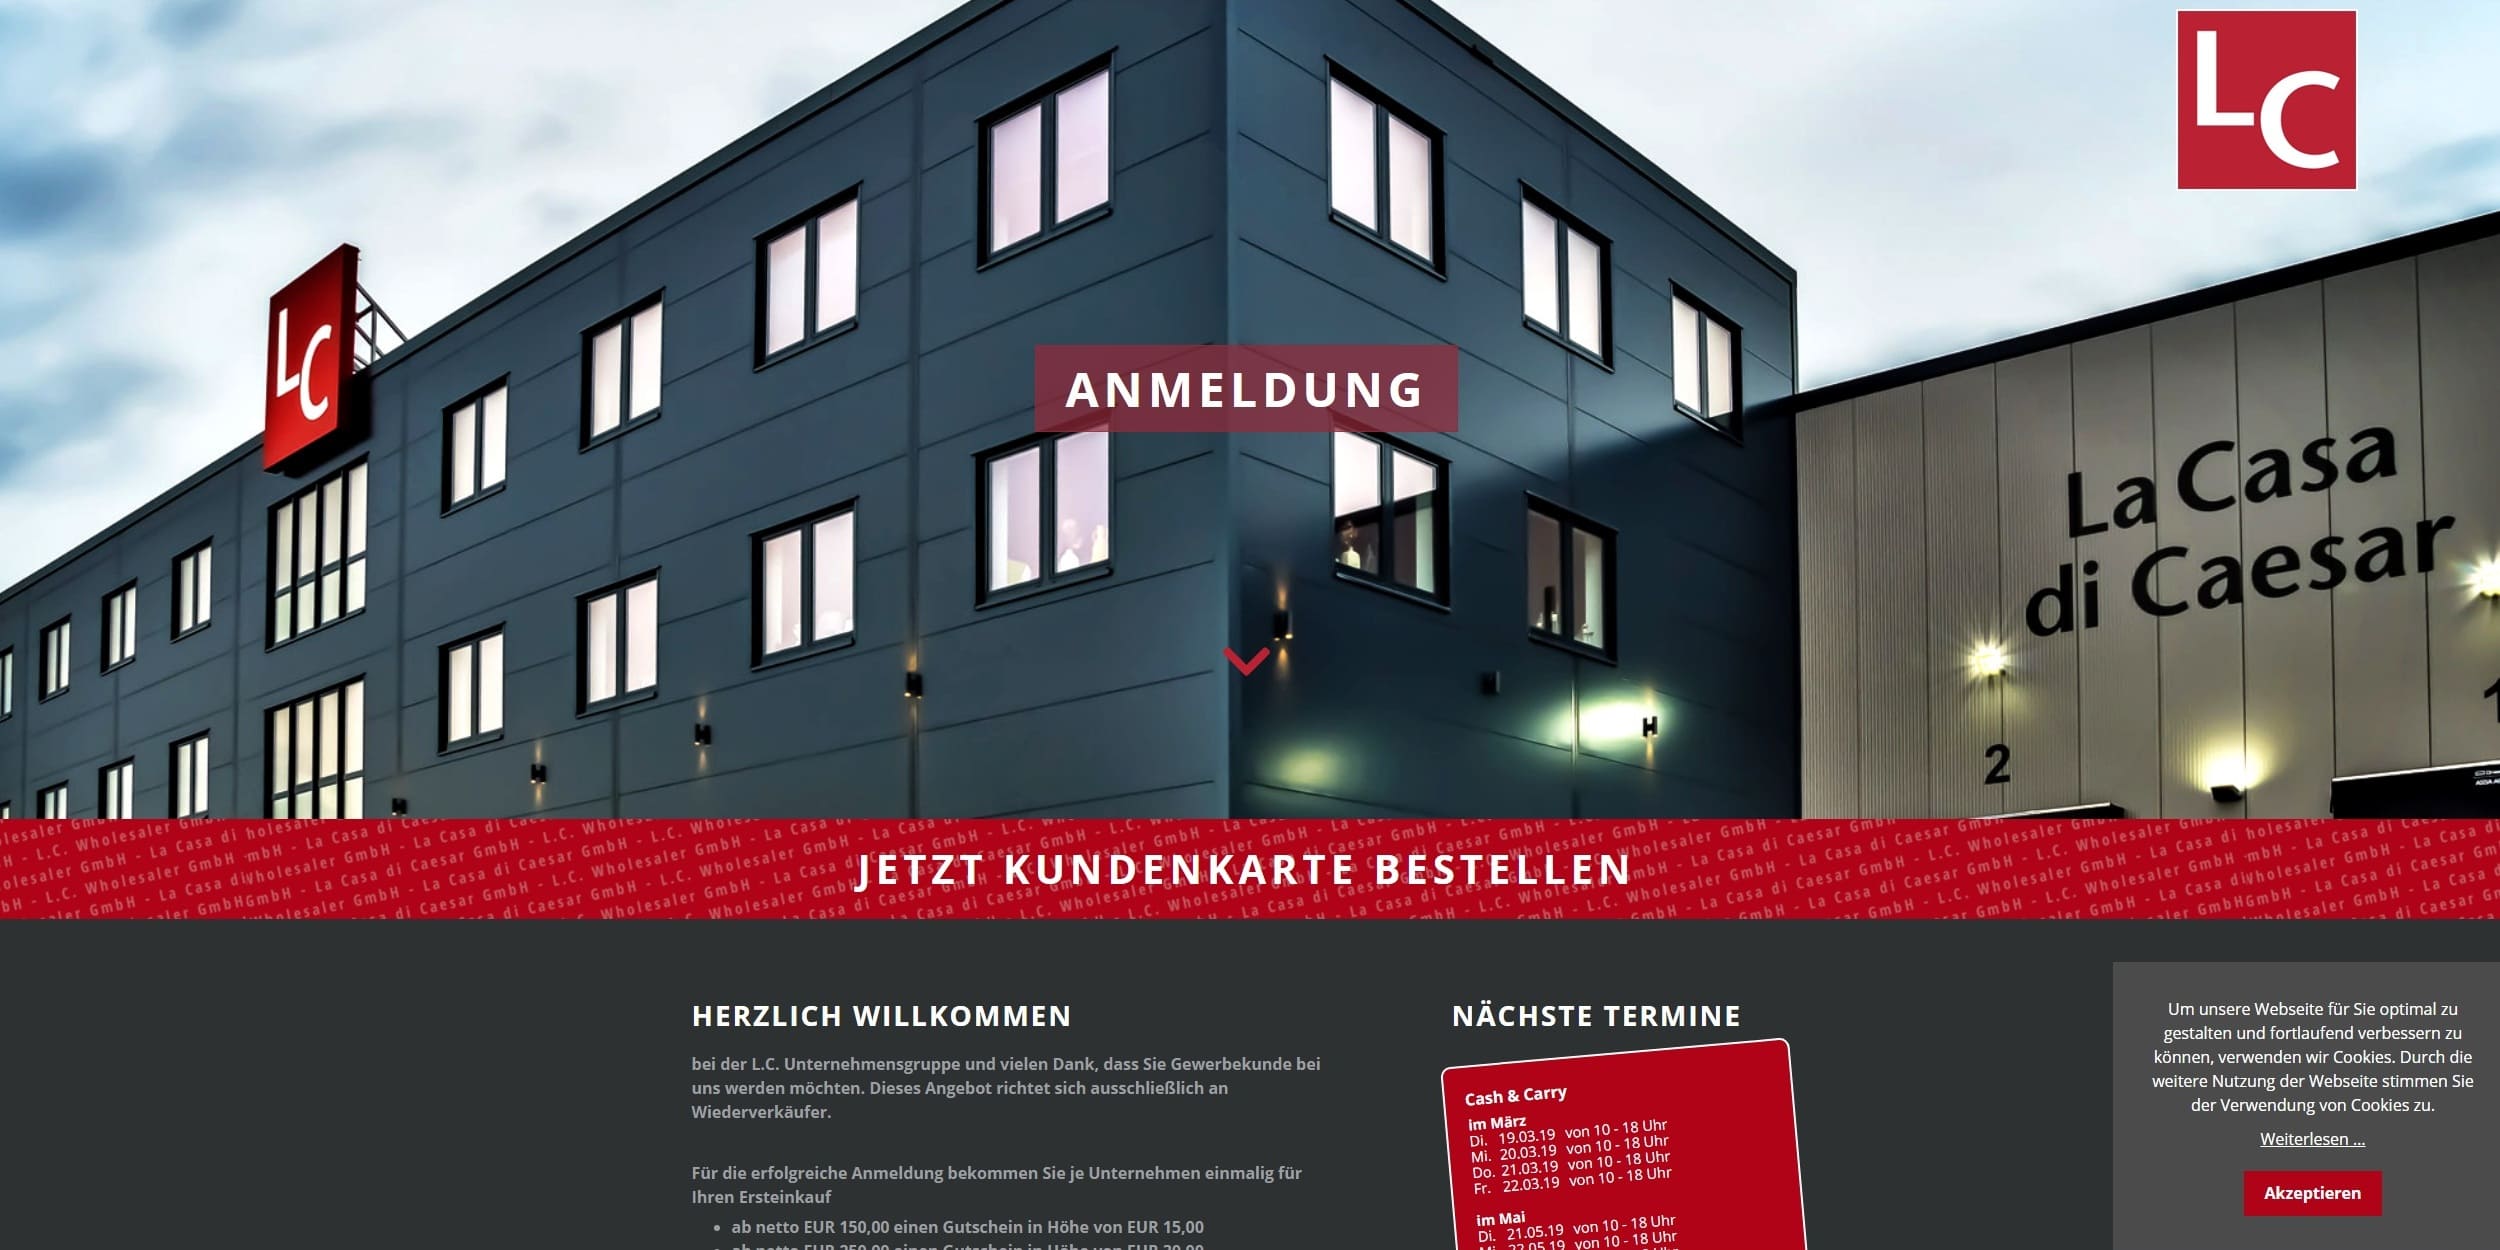 LC
LC
ANMELDUNG
La Casa
di Caesar
2
1
JETZT KUNDENKARTE BESTELLEN
HERZLICH WILLKOMMEN
bei der L.C. Unternehmensgruppe und vielen Dank, dass Sie Gewerbekunde bei
uns werden möchten. Dieses Angebot richtet sich ausschließlich an
Wiederverkäufer.
Für die erfolgreiche Anmeldung bekommen Sie je Unternehmen einmalig für
Ihren Ersteinkauf
• ab netto EUR 150,00 einen Gutschein in Höhe von EUR 15,00
NÄCHSTE TERMINE
Cash & Carry
im März
Di. 19.03.19 von 10 - 18 Uhr
Mi. 20.03.19 von 10 - 18 Uhr
Do. 21.03.19 von 10 - 18 Uhr
Fr. 22.03.19 von 10 - 18 Uhr
im Mai
Di. 21.05.19 von 10 - 18 Uhr
Mi. 22.05.19 von 10 - 18 Uhr
Um unsere Webseite für Sie optimal zu
gestalten und fortlaufend verbessern zu
können, verwenden wir Cookies. Durch die
weitere Nutzung der Webseite stimmen Sie
der Verwendung von Cookies zu.
Weiterlesen ...
Akzeptieren